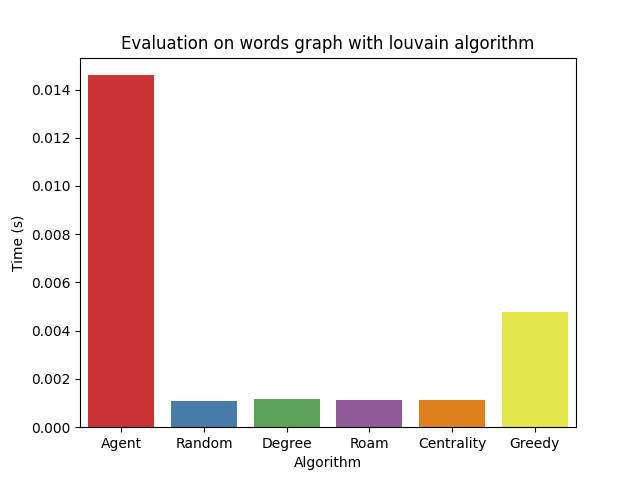 Evaluation on words graph with louvain algorithm
0.014
0.012
0.010
0.008
0.006
0.004
0.002
0.000
Time (s)
Agent Random Degree Roam Centrality Greedy
Algorithm